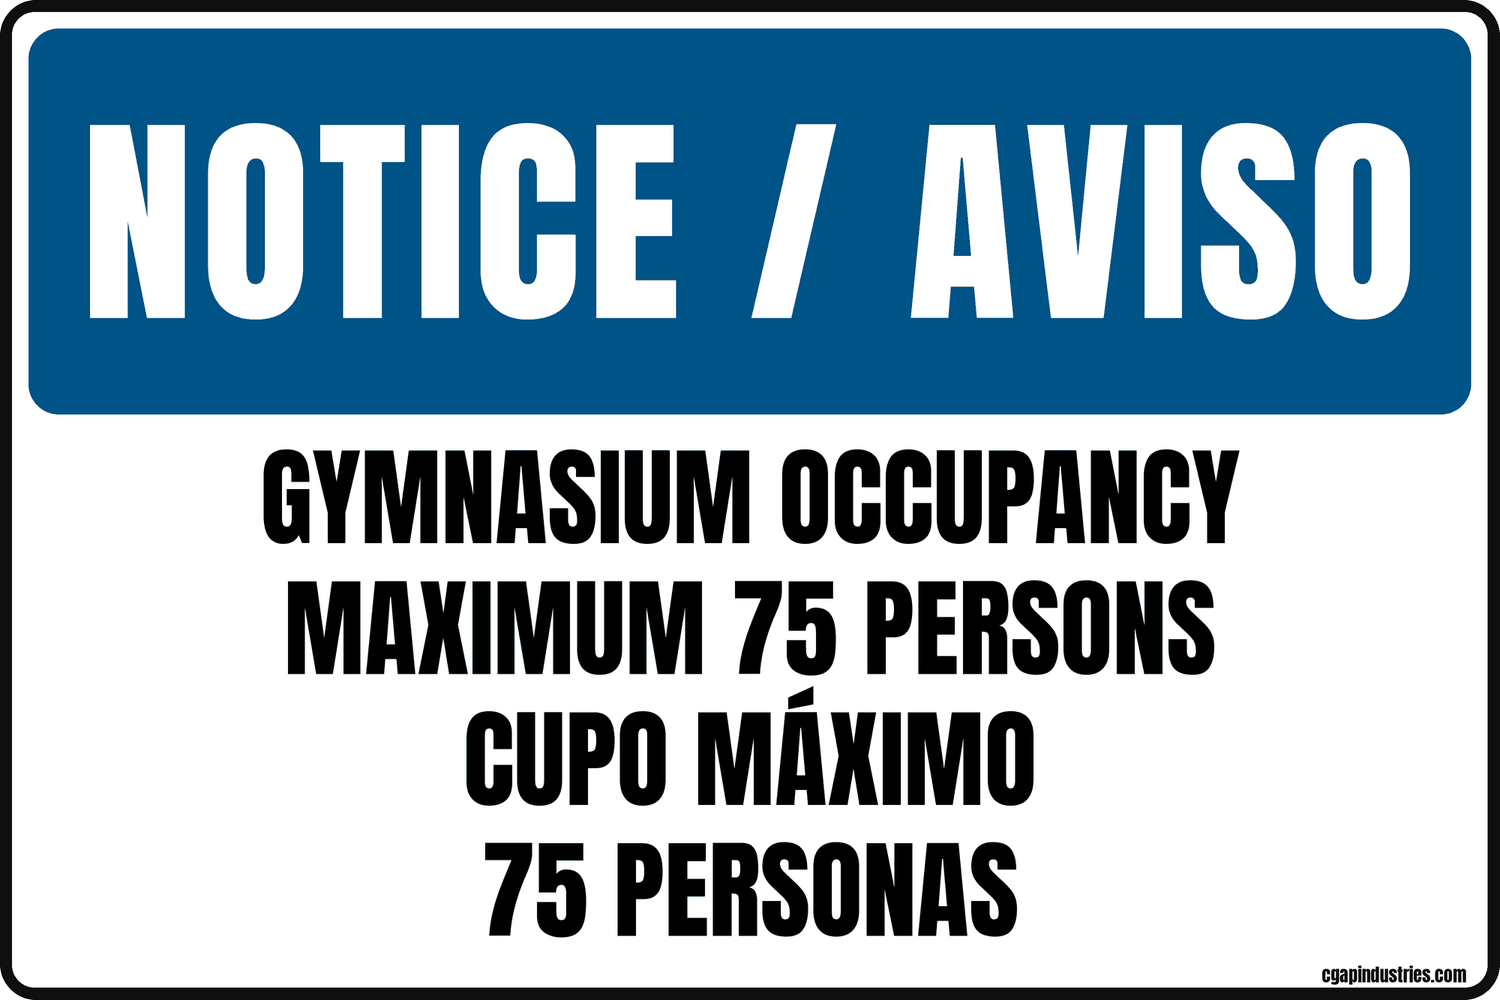 NOTICE / AVISO
GYMNASIUM OCCUPANCY
MAXIMUM 75 PERSONS
CUPO MÁXIMO
75 PERSONAS
cgapindustries.com